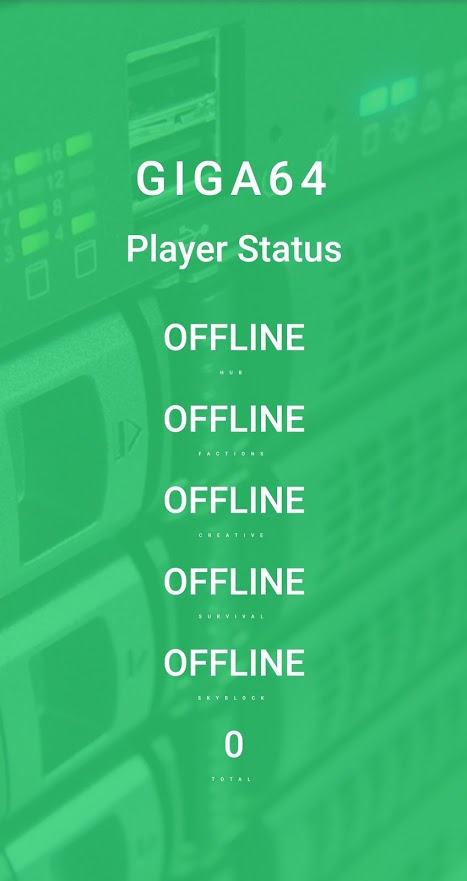 GIGA64
Player Status
OFFLINE
HUB
OFFLINE
FACTIONS
OFFLINE
CREATIVE
OFFLINE
SURVIVAL
OFFLINE
SKYBLOCK
0
TOTAL